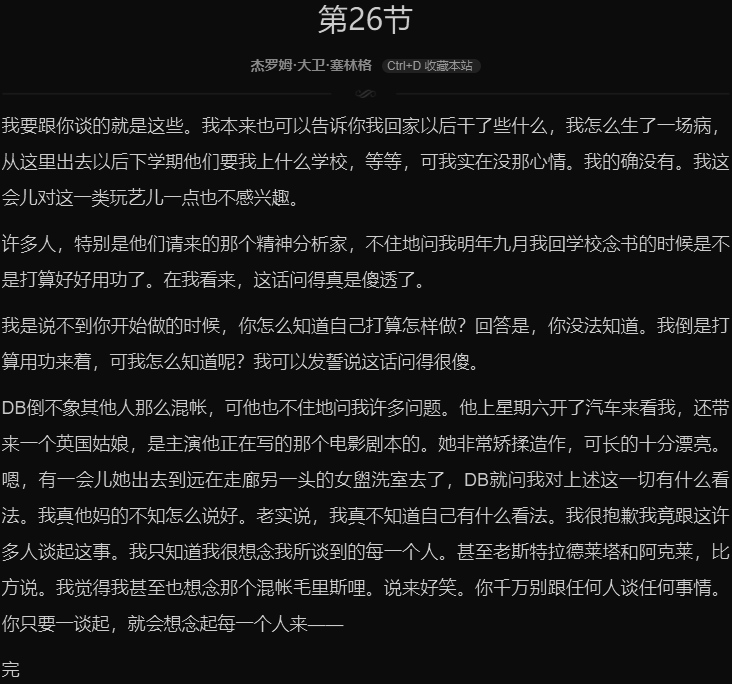 第26节
杰罗姆·大卫·塞林格 Ctrl+D 收藏本站
我要跟你谈的就是这些。我本来也可以告诉你我回家以后干了些什么，我怎么生了一场病，
从这里出去以后下学期他们要我上什么学校，等等，可我实在没那心情。我的确没有。我这
会儿对这一类玩艺儿一点也不感兴趣。
许多人，特别是他们请来的那个精神分析家，不住地问我明年九月我回学校念书的时候是不
是打算好好用功了。在我看来，这话问得真是傻透了。
我是说不到你开始做的时候，你怎么知道自己打算怎样做？回答是，你没法知道。我倒是打
算用功来着，可我怎么知道呢？我可以发誓说这话问得很傻。
DB倒不象其他人那么混帐，可他也不住地问我许多问题。他上星期六开了汽车来看我，还带
来一个英国姑娘，是主演他正在写的那个电影剧本的。她非常矫揉造作，可长的十分漂亮。
嗯，有一会儿她出去到远在走廊另一头的女盥洗室去了，DB就问我对上述这一切有什么看
法。我真他妈的不知怎么说好。老实说，我真不知道自己有什么看法。我很抱歉我竟跟这许
多人谈起这事。我只知道我很想念我所谈到的每一个人。甚至老斯特拉德莱塔和阿克莱，比
方说。我觉得我甚至也想念那个混帐毛里斯哩。说来好笑。你千万别跟任何人谈任何事情。
你只要一谈起，就会想念起每一个人来——
完